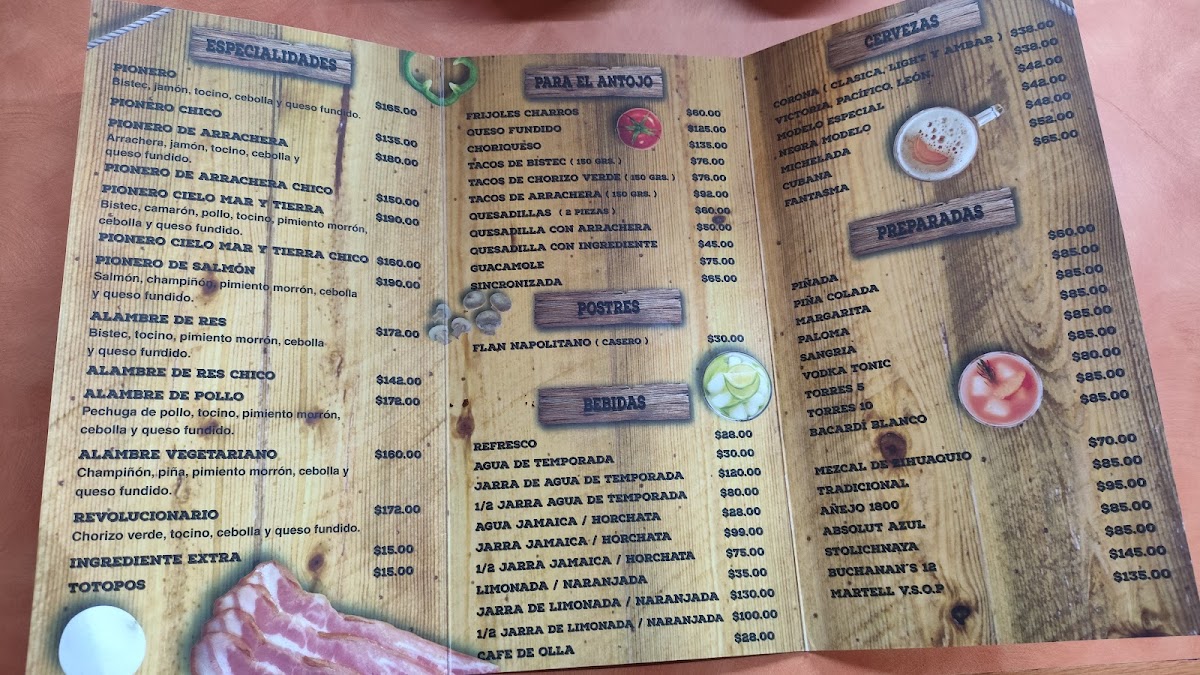 ESPECIALIDADES
PIONERO $165.00
Bistec, jamón, tocino, cebolla y queso fundido.
PIONERO CHICO $135.00
PIONERO DE ARRACHERA $180.00
Arrachera, jamón, tocino, cebolla y
queso fundido.
PIONERO DE ARRACHERA CHICO $150.00
PIONERO CIELO MAR Y TIERRA $190.00
Bistec, camarón, pollo, tocino, pimiento morrón,
cebolla y queso fundido.
PIONERO CIELO MAR Y TIERRA CHICO $160.00
PIONERO DE SALMÓN $190.00
Salmón, champiñón, pimiento morrón, cebolla
y queso fundido.
ALAMBRE DE RES $172.00
Bistec, tocino, pimiento morrón, cebolla
y queso fundido.
ALAMBRE DE RES CHICO $142.00
ALAMBRE DE POLLO $172.00
Pechuga de pollo, tocino, pimiento morrón,
cebolla y queso fundido.
ALAMBRE VEGETARIANO $160.00
Champiñón, piña, pimiento morrón, cebolla y
queso fundido.
REVOLUCIONARIO $172.00
Chorizo verde, tocino, cebolla y queso fundido.
INGREDIENTE EXTRA $15.00
TOTOPOS $15.00
PARA EL ANTOJO
FRIJOLES CHARROS $60.00
QUESO FUNDIDO $125.00
CHORIQUESO $135.00
TACOS DE BISTEC ( 150 GRS. ) $76.00
TACOS DE CHORIZO VERDE ( 150 GRS. ) $76.00
TACOS DE ARRACHERA ( 150 GRS. ) $92.00
QUESADILLAS ( 2 PIEZAS ) $60.00
QUESADILLA CON ARRACHERA $50.00
QUESADILLA CON INGREDIENTE $45.00
GUACAMOLE $75.00
SINCRONIZADA $65.00
POSTRES
FLAN NAPOLITANO ( CASERO ) $30.00
BEBIDAS
REFRESCO $28.00
AGUA DE TEMPORADA $30.00
JARRA DE AGUA DE TEMPORADA $120.00
1/2 JARRA AGUA DE TEMPORADA $80.00
AGUA JAMAICA / HORCHATA $28.00
JARRA JAMAICA / HORCHATA $99.00
1/2 JARRA JAMAICA / HORCHATA $75.00
LIMONADA / NARANJADA $35.00
JARRA DE LIMONADA / NARANJADA $130.00
1/2 JARRA DE LIMONADA / NARANJADA $100.00
CAFE DE OLLA $28.00
CERVEZAS
CORONA ( CLASICA, LIGHT Y AMBAR ) $38.00
VICTORIA, PACÍFICO, LEÓN. $38.00
MODELO ESPECIAL $42.00
NEGRA MODELO $42.00
MICHELADA $48.00
CUBANA $52.00
FANTASMA $65.00
PREPARADAS
PIÑADA $60.00
PIÑA COLADA $85.00
MARGARITA $85.00
PALOMA $85.00
SANGRIA $85.00
VODKA TONIC $85.00
TORRES 5 $80.00
TORRES 10 $85.00
BACARDÍ BLANCO $85.00
MEZCAL DE ZIHUAQUIO $70.00
TRADICIONAL $85.00
AÑEJO 1800 $95.00
ABSOLUT AZUL $85.00
STOLICHNAYA $85.00
BUCHANAN'S 12 $145.00
MARTELL V.S.O.P $135.00